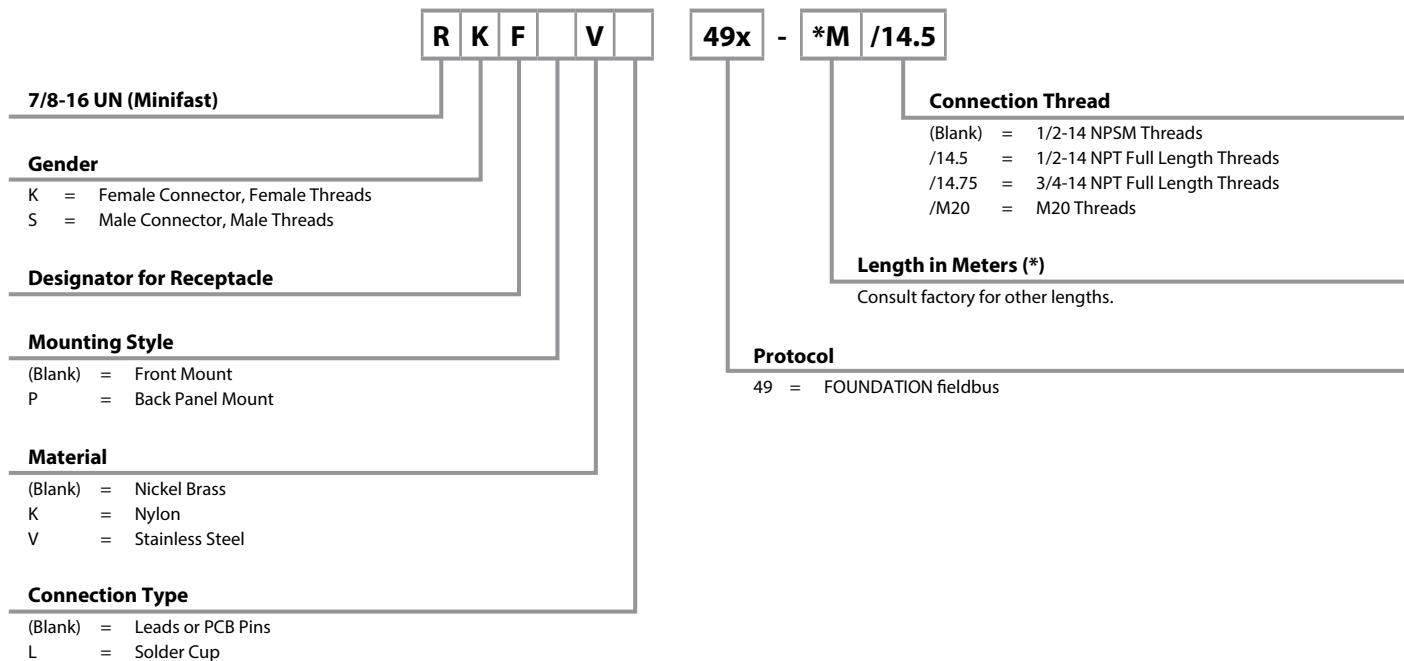 R K F V 49x - *M /14.5
7/8-16 UN (Minifast)
Gender
K = Female Connector, Female Threads
S = Male Connector, Male Threads
Designator for Receptacle
Mounting Style
(Blank) = Front Mount
P = Back Panel Mount
Material
(Blank) = Nickel Brass
K = Nylon
V = Stainless Steel
Connection Type
(Blank) = Leads or PCB Pins
L = Solder Cup
Connection Thread
(Blank) = 1/2-14 NPSM Threads
/14.5 = 1/2-14 NPT Full Length Threads
/14.75 = 3/4-14 NPT Full Length Threads
/M20 = M20 Threads
Length in Meters (*)
Consult factory for other lengths.
Protocol
49 = FOUNDATION fieldbus